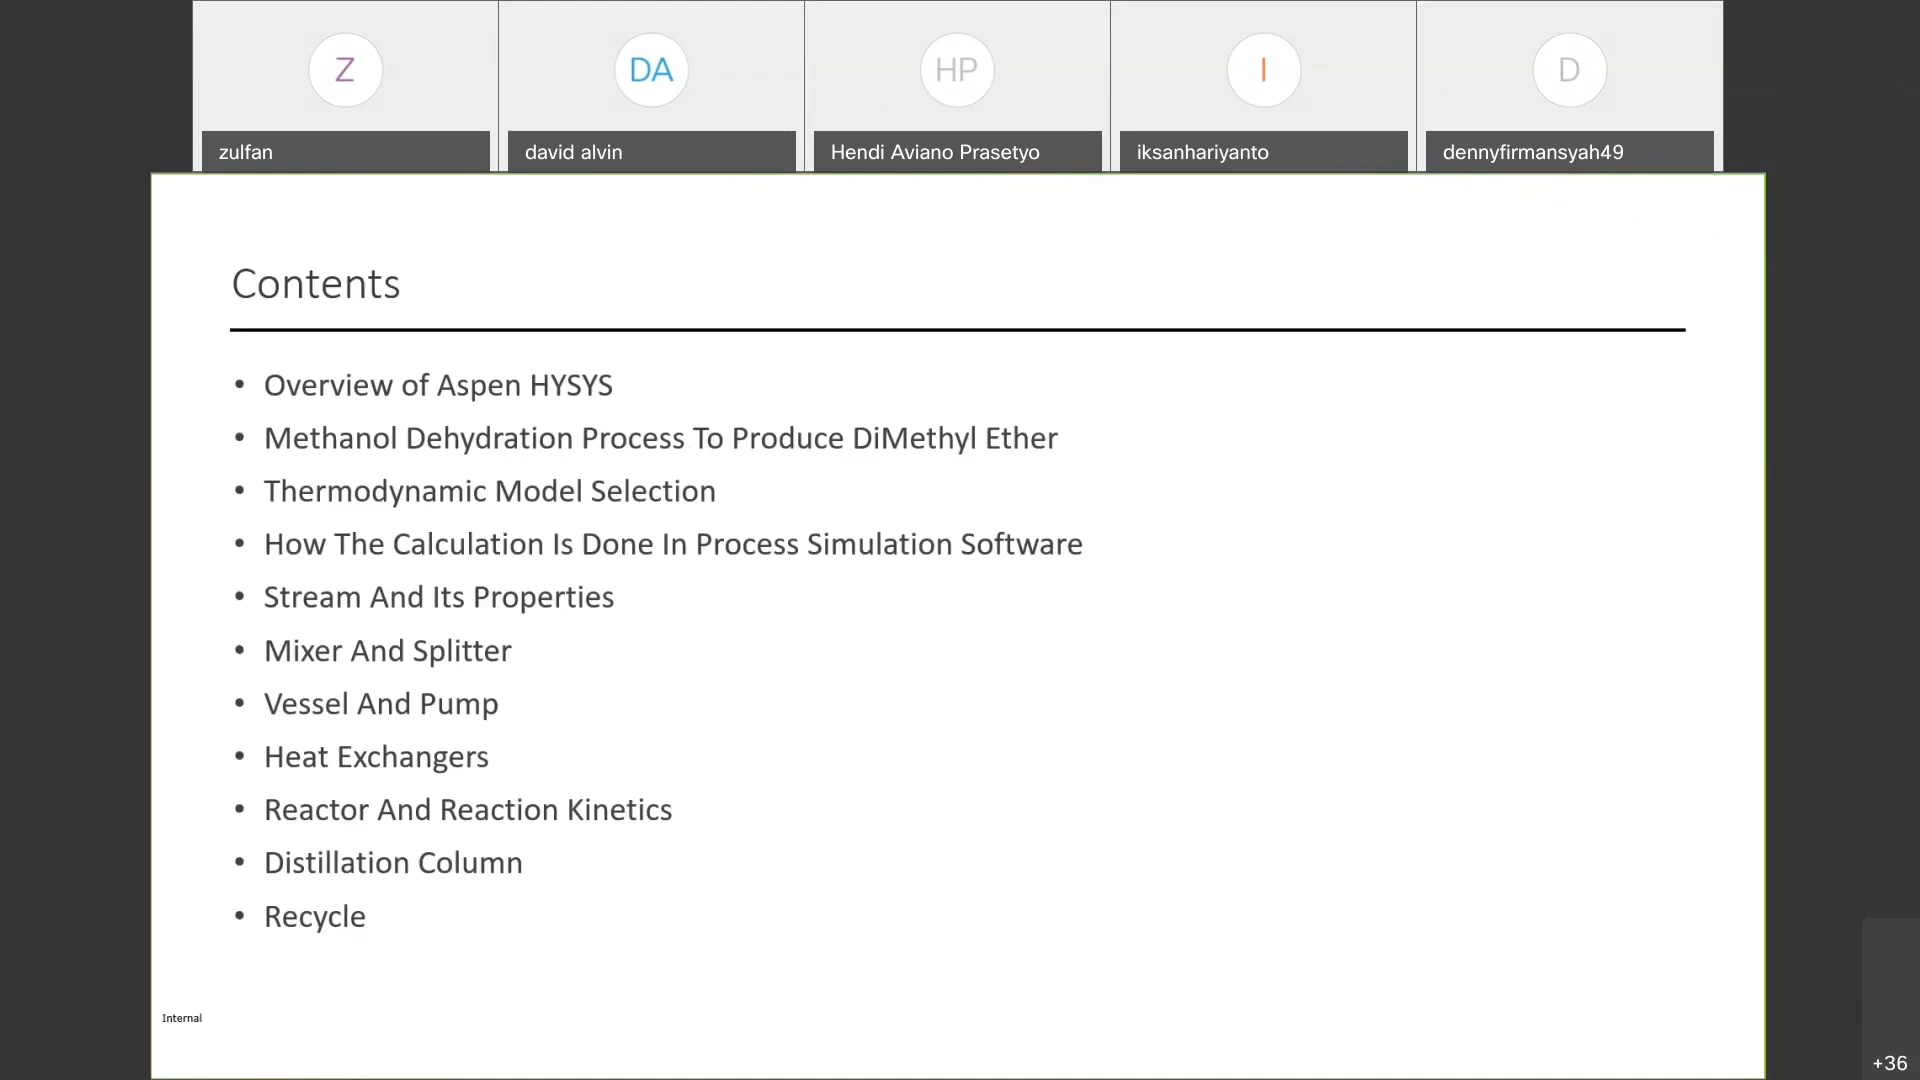 Z
DA
HP
I
D
zulfan
david alvin
Hendi Aviano Prasetyo
iksanhariyanto
dennyfirmansyah49
Contents
• Overview of Aspen HYSYS
• Methanol Dehydration Process To Produce DiMethyl Ether
• Thermodynamic Model Selection
• How The Calculation Is Done In Process Simulation Software
• Stream And Its Properties
• Mixer And Splitter
• Vessel And Pump
• Heat Exchangers
• Reactor And Reaction Kinetics
• Distillation Column
• Recycle
Internal
+36